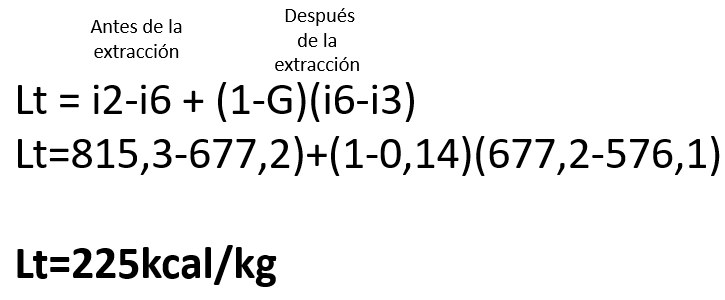 Antes de la
extracción
Después
de la
extracción
Lt = i2-i6 + (1-G)(i6-i3)
Lt=815,3-677,2)+(1-0,14)(677,2-576,1)
Lt=225kcal/kg